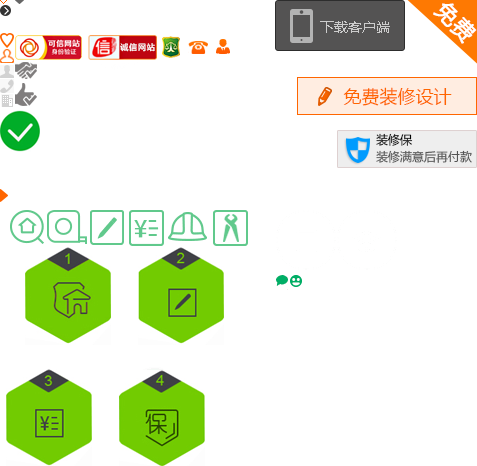 免费
下载客户端
可信网站
身份验证
信
诚信网站
免费装修设计
装修保
装修满意后再付款
¥
1
2
3
4
¥
保